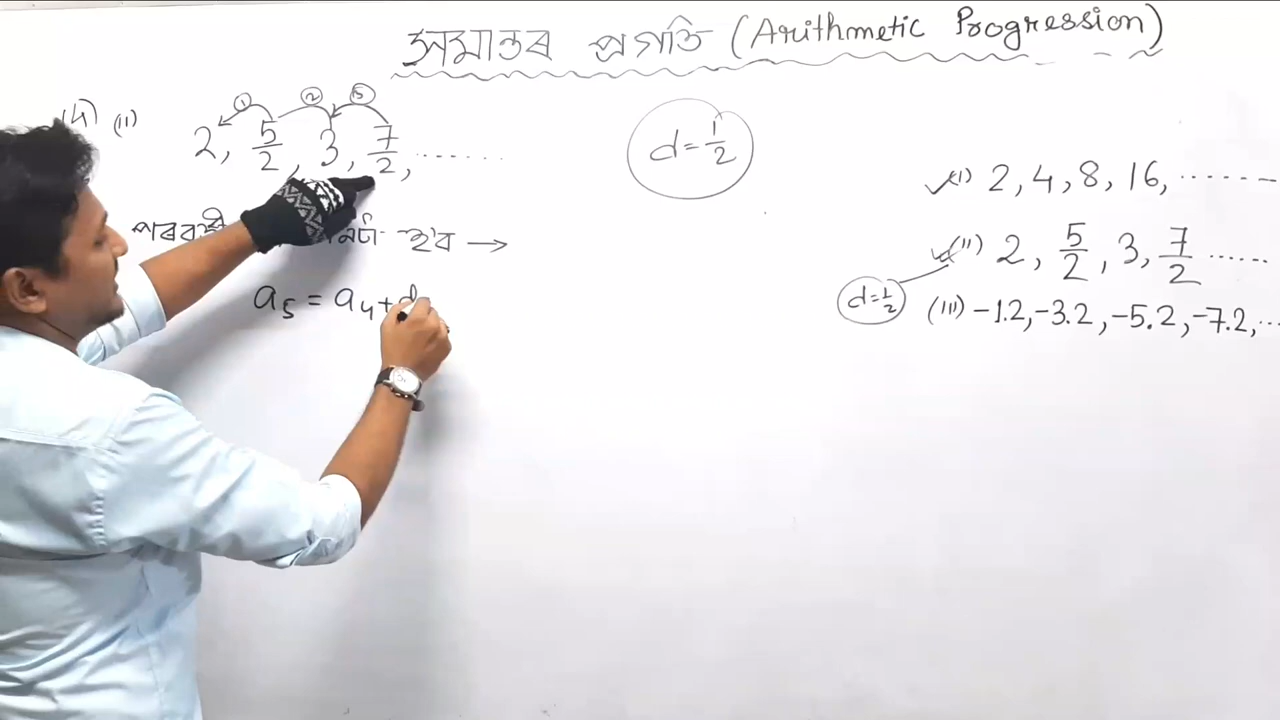 সমান্তৰ প্ৰগতি (Arithmetic Progression)
(ii) 2, 5/2, 3, 7/2, ........
① ②
d = 1/2
হ'ব →
a₅ = a₄ + d
(i) 2, 4, 8, 16, .......
(ii) 2, 5/2, 3, 7/2 ......
d = 1/2
(iii) -1.2, -3.2, -5.2, -7.2, ...